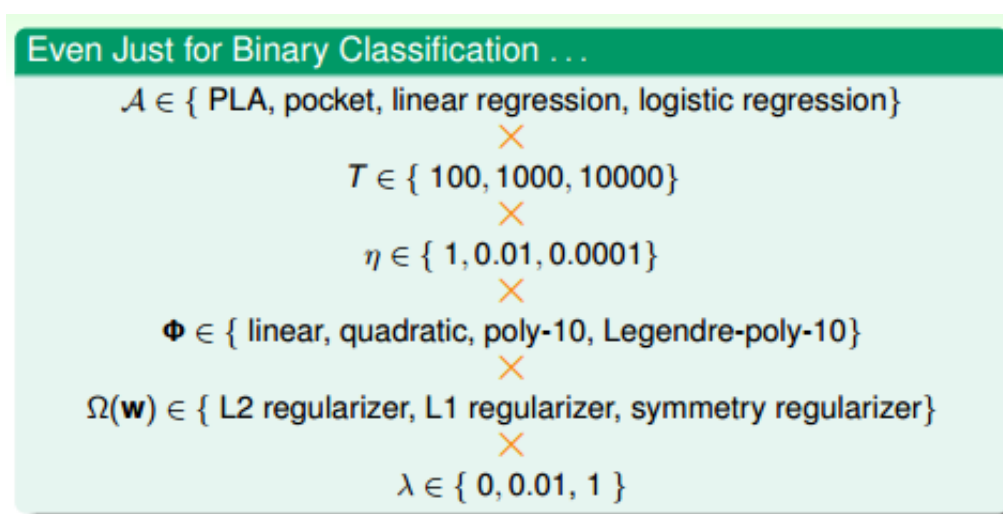 Even Just for Binary Classification ...
𝒜 ∈ { PLA, pocket, linear regression, logistic regression}
×
T ∈ { 100, 1000, 10000}
×
η ∈ { 1, 0.01, 0.0001}
×
Φ ∈ { linear, quadratic, poly-10, Legendre-poly-10}
×
Ω(w) ∈ { L2 regularizer, L1 regularizer, symmetry regularizer}
×
λ ∈ { 0, 0.01, 1 }